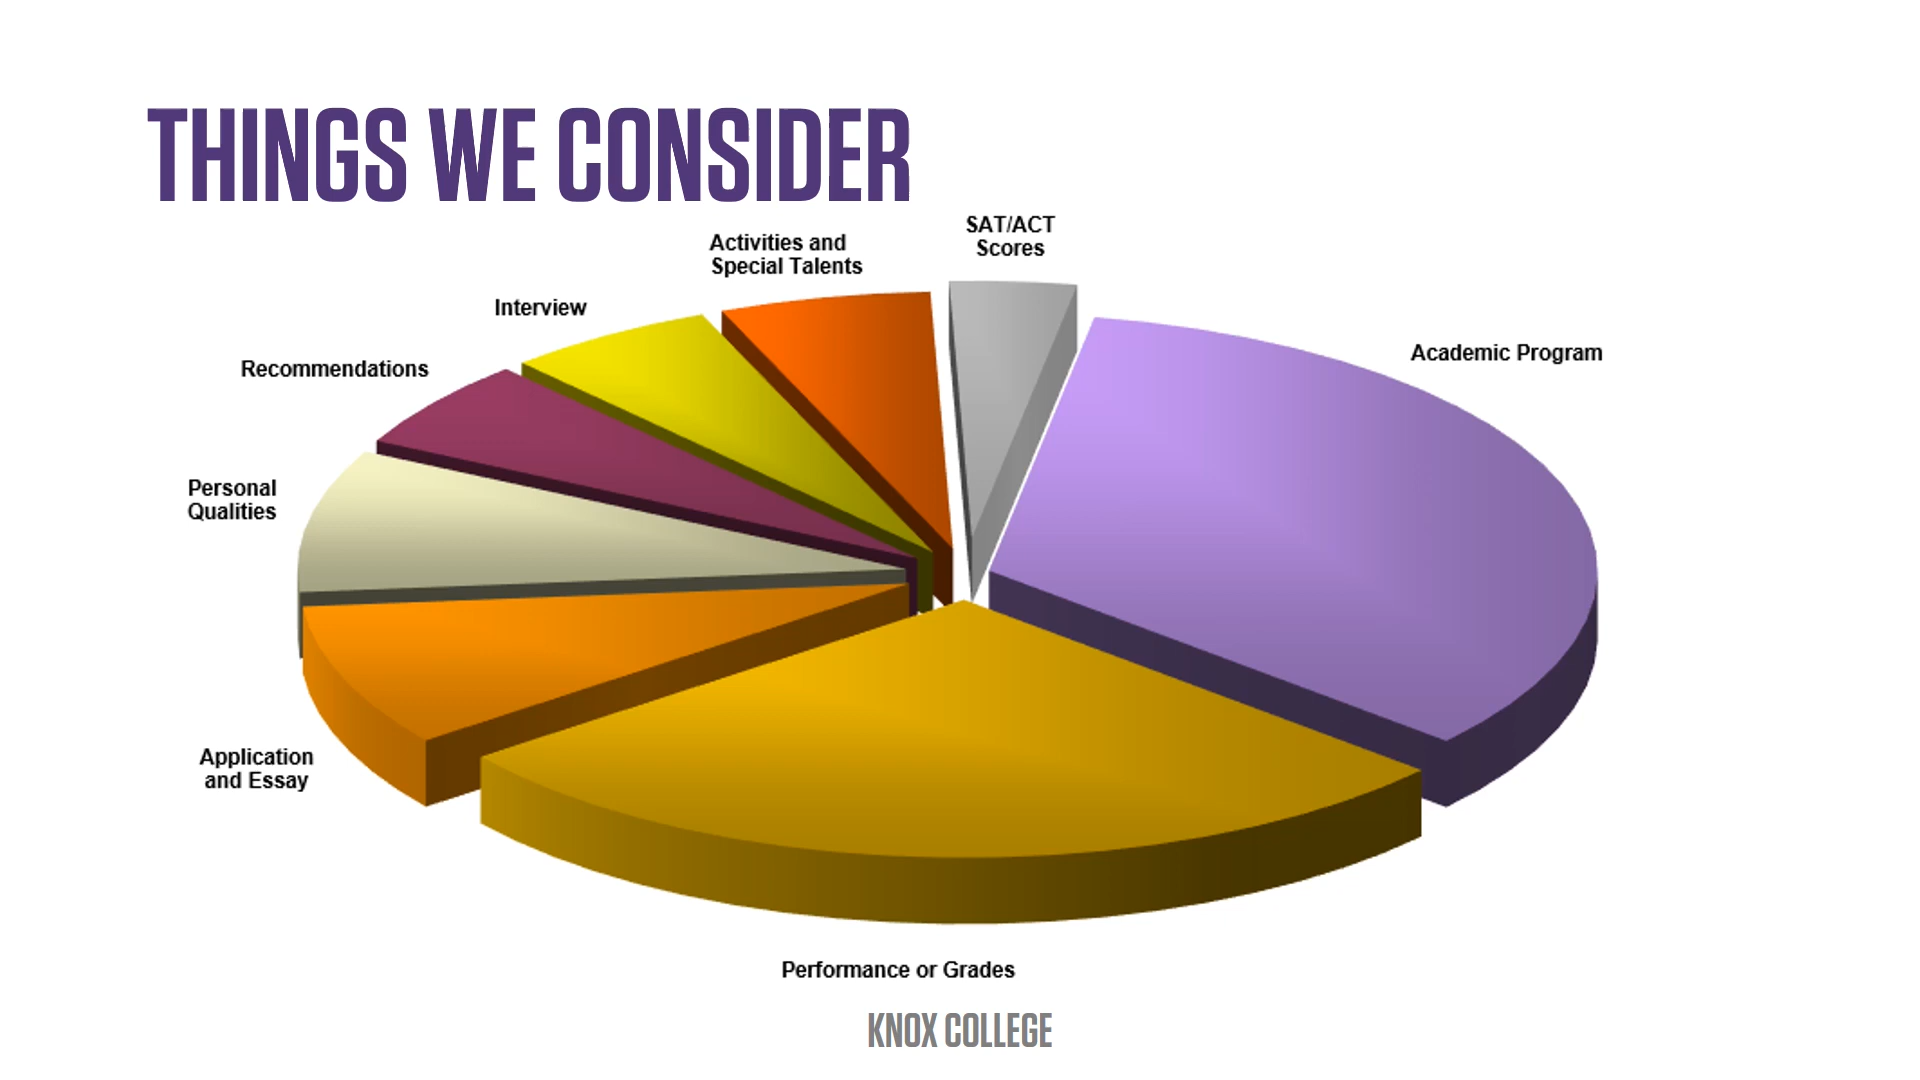 THINGS WE CONSIDER
SAT/ACT
Scores
Activities and
Special Talents
Interview
Recommendations
Academic Program
Personal
Qualities
Application
and Essay
Performance or Grades
KNOX COLLEGE